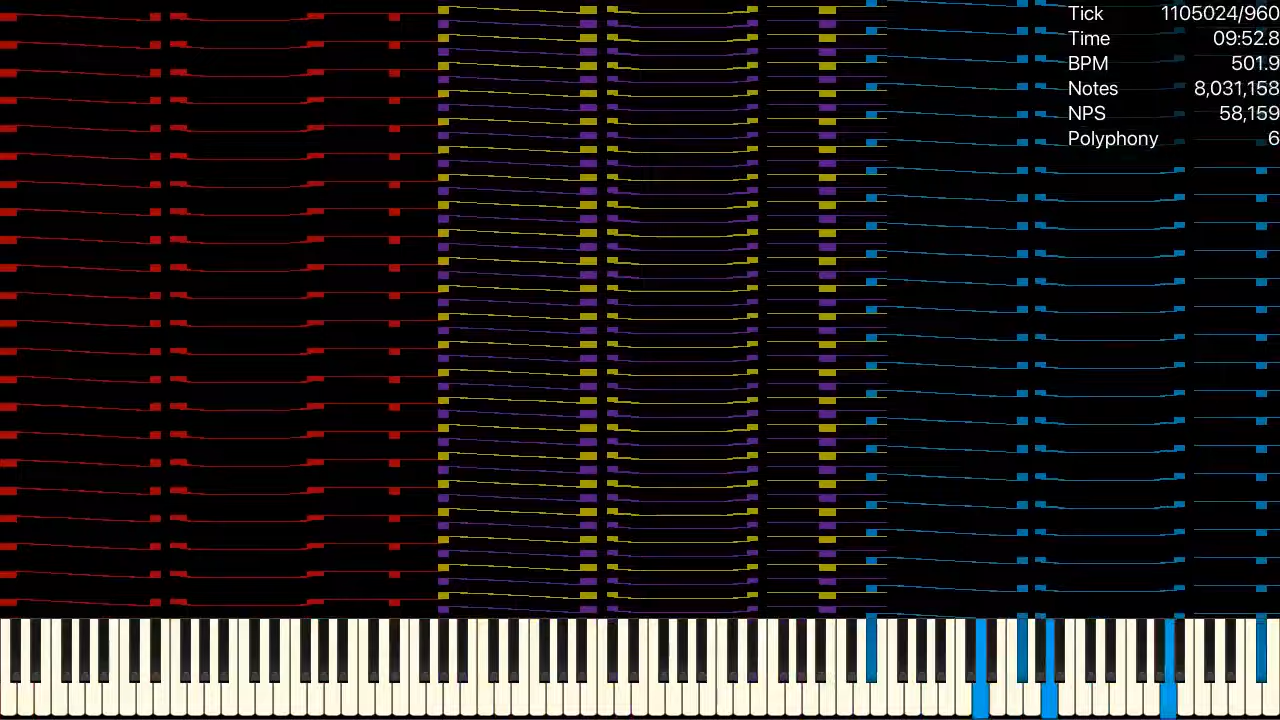 Tick 1105024/960
Time 09:52.8
BPM 501.9
Notes 8,031,158
NPS 58,159
Polyphony 6